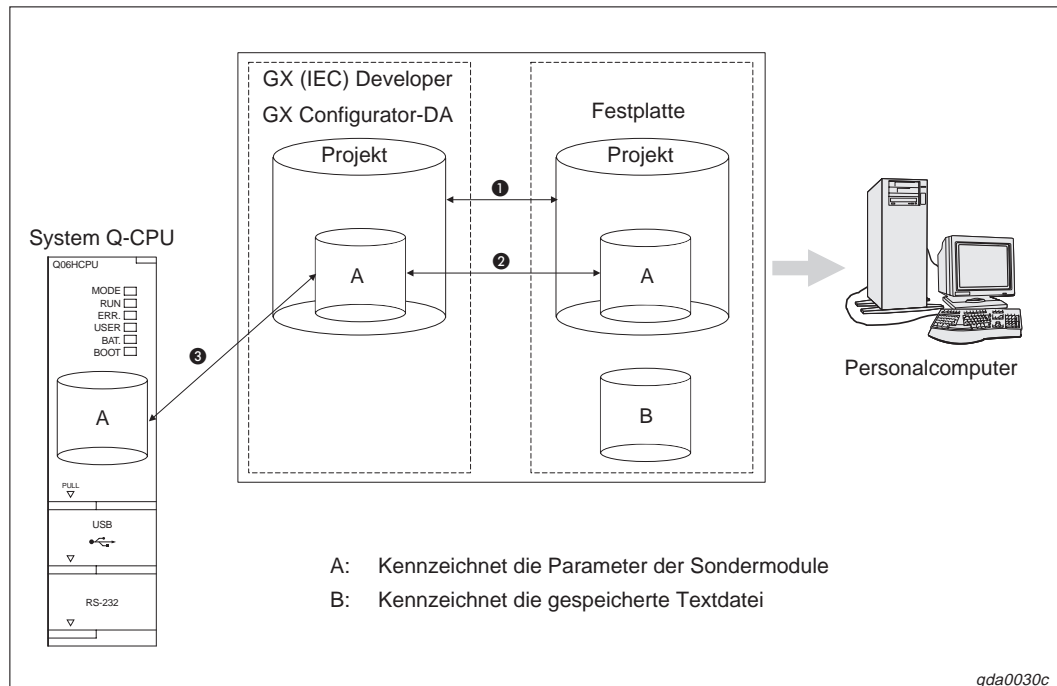 GX (IEC) Developer
GX Configurator-DA
Festplatte
Projekt
Projekt
❶
❷
❸
A
A
B
System Q-CPU
Q06HCPU
MODE
RUN
ERR.
USER
BAT.
BOOT
A
PULL
USB
RS-232
Personalcomputer
A: Kennzeichnet die Parameter der Sondermodule
B: Kennzeichnet die gespeicherte Textdatei
qda0030c